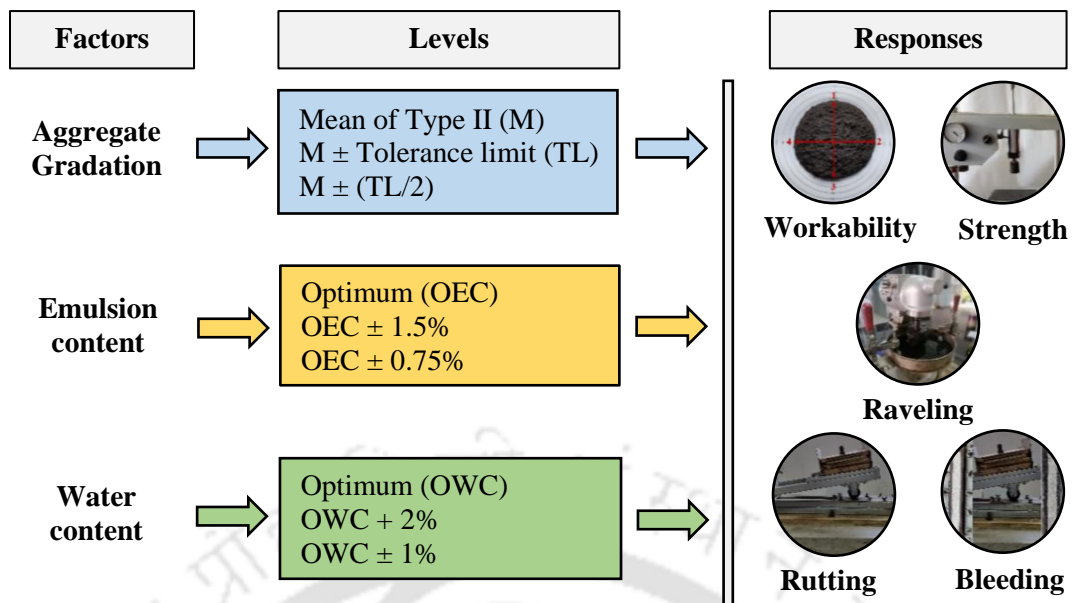 Factors
Levels
Responses
Aggregate
Gradation
Mean of Type II (M)
M ± Tolerance limit (TL)
M ± (TL/2)
Workability
Strength
Emulsion
content
Optimum (OEC)
OEC ± 1.5%
OEC ± 0.75%
Raveling
Water
content
Optimum (OWC)
OWC + 2%
OWC ± 1%
Rutting
Bleeding